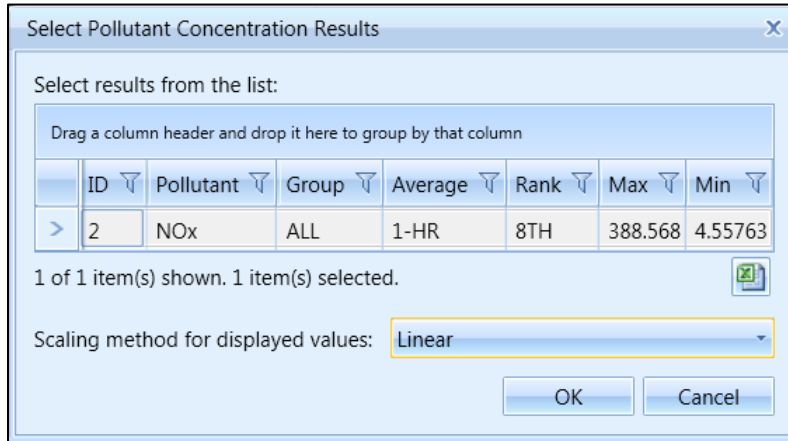 Select Pollutant Concentration Results
Select results from the list:
Drag a column header and drop it here to group by that column
ID Pollutant Group Average Rank Max Min
2 NOx ALL 1-HR 8TH 388.568 4.55763
1 of 1 item(s) shown. 1 item(s) selected.
Scaling method for displayed values: Linear
OK Cancel